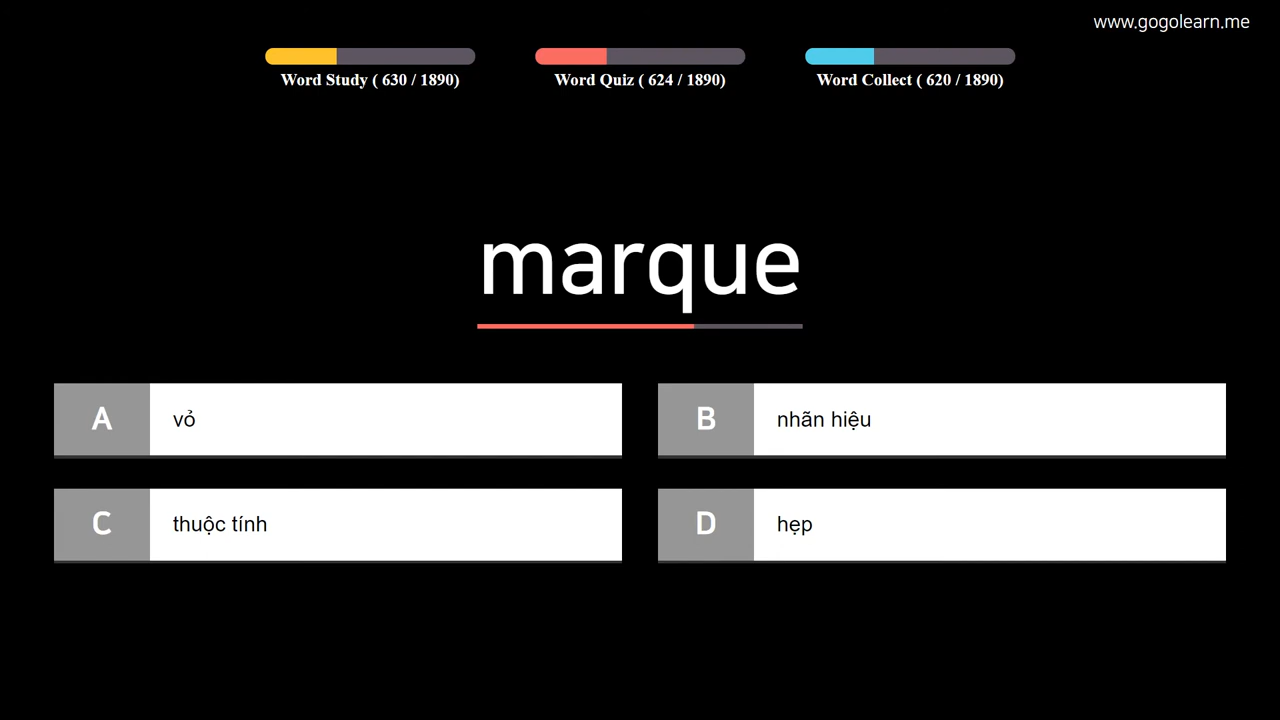 www.gogolearn.me
Word Study ( 630 / 1890)
Word Quiz ( 624 / 1890)
Word Collect ( 620 / 1890)
marque
A vỏ
B nhãn hiệu
C thuộc tính
D hẹp